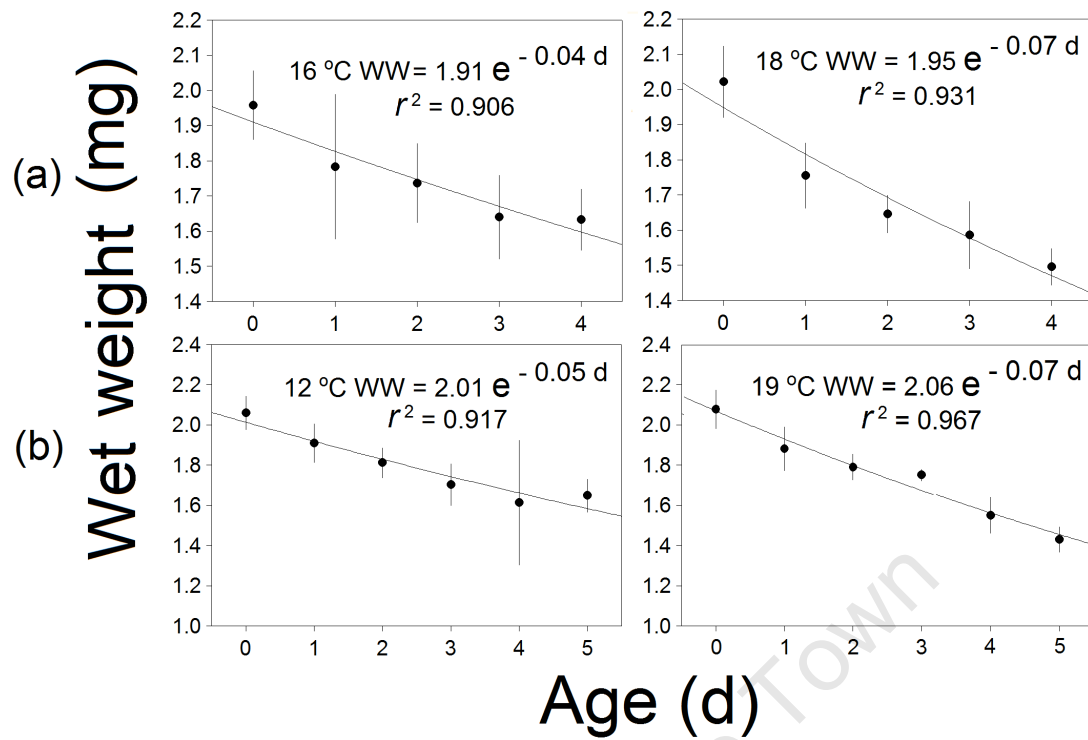 Wet weight (mg)
(a)
2.2
2.1
2.0
1.9
1.8
1.7
1.6
1.5
1.4
16 ºC WW = 1.91 e - 0.04 d
r² = 0.906
0 1 2 3 4
2.2
2.1
2.0
1.9
1.8
1.7
1.6
1.5
1.4
18 ºC WW = 1.95 e - 0.07 d
r² = 0.931
0 1 2 3 4
(b)
2.4
2.2
2.0
1.8
1.6
1.4
1.2
1.0
12 ºC WW = 2.01 e - 0.05 d
r² = 0.917
0 1 2 3 4 5
2.4
2.2
2.0
1.8
1.6
1.4
1.2
1.0
19 ºC WW = 2.06 e - 0.07 d
r² = 0.967
0 1 2 3 4 5
Age (d)
Town